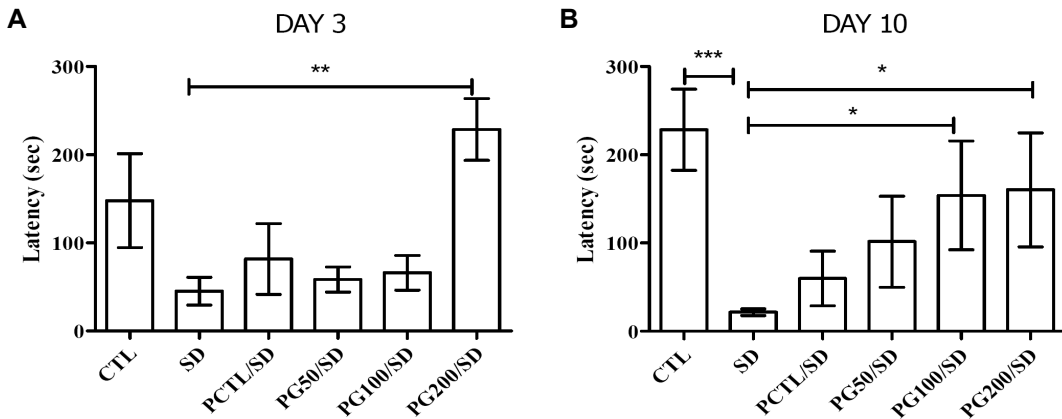 A
DAY 3
300
200
100
0
Latency (sec)
**
CTL
SD
PCTL/SD
PG50/SD
PG100/SD
PG200/SD
B
DAY 10
300
200
100
0
Latency (sec)
***
*
*
CTL
SD
PCTL/SD
PG50/SD
PG100/SD
PG200/SD